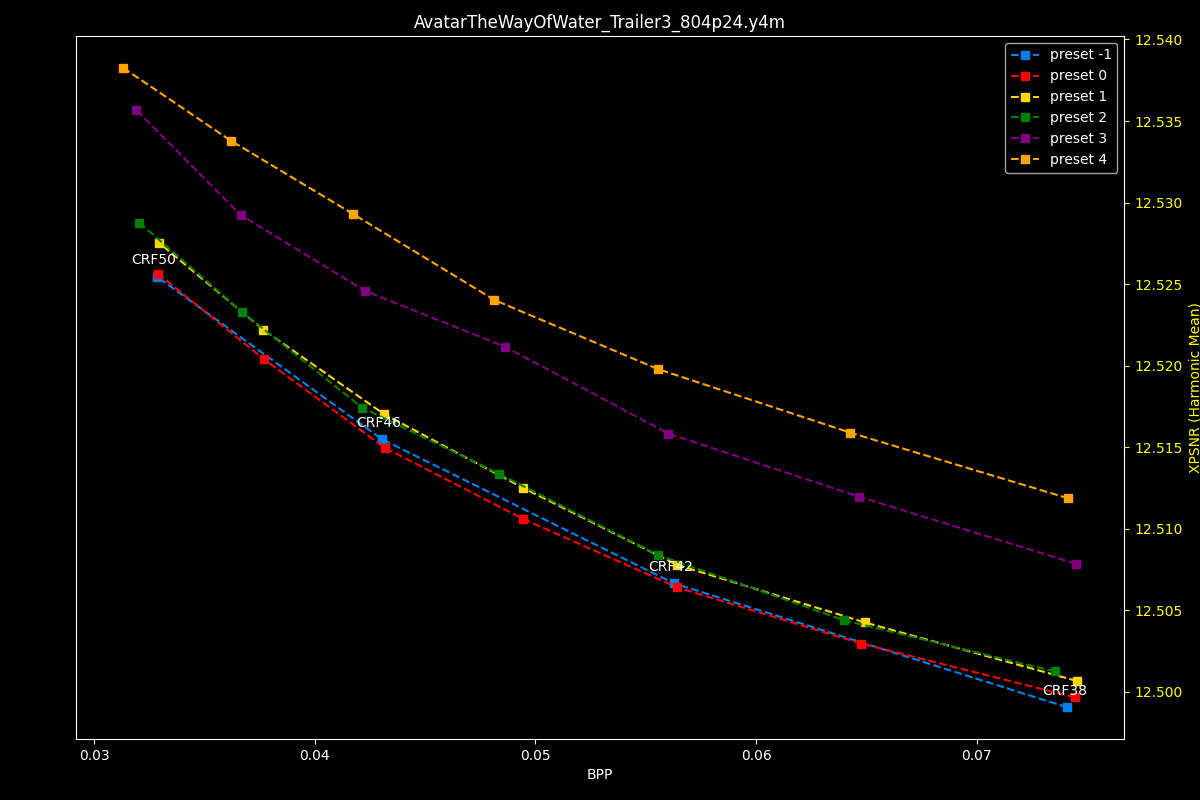 AvatarTheWayOfWater_Trailer3_804p24.y4m
preset -1
preset 0
preset 1
preset 2
preset 3
preset 4
12.540
12.535
12.530
12.525
12.520
12.515
12.510
12.505
12.500
XPSNR (Harmonic Mean)
CRF50
CRF46
CRF42
CRF38
0.03
0.04
0.05
0.06
0.07
BPP